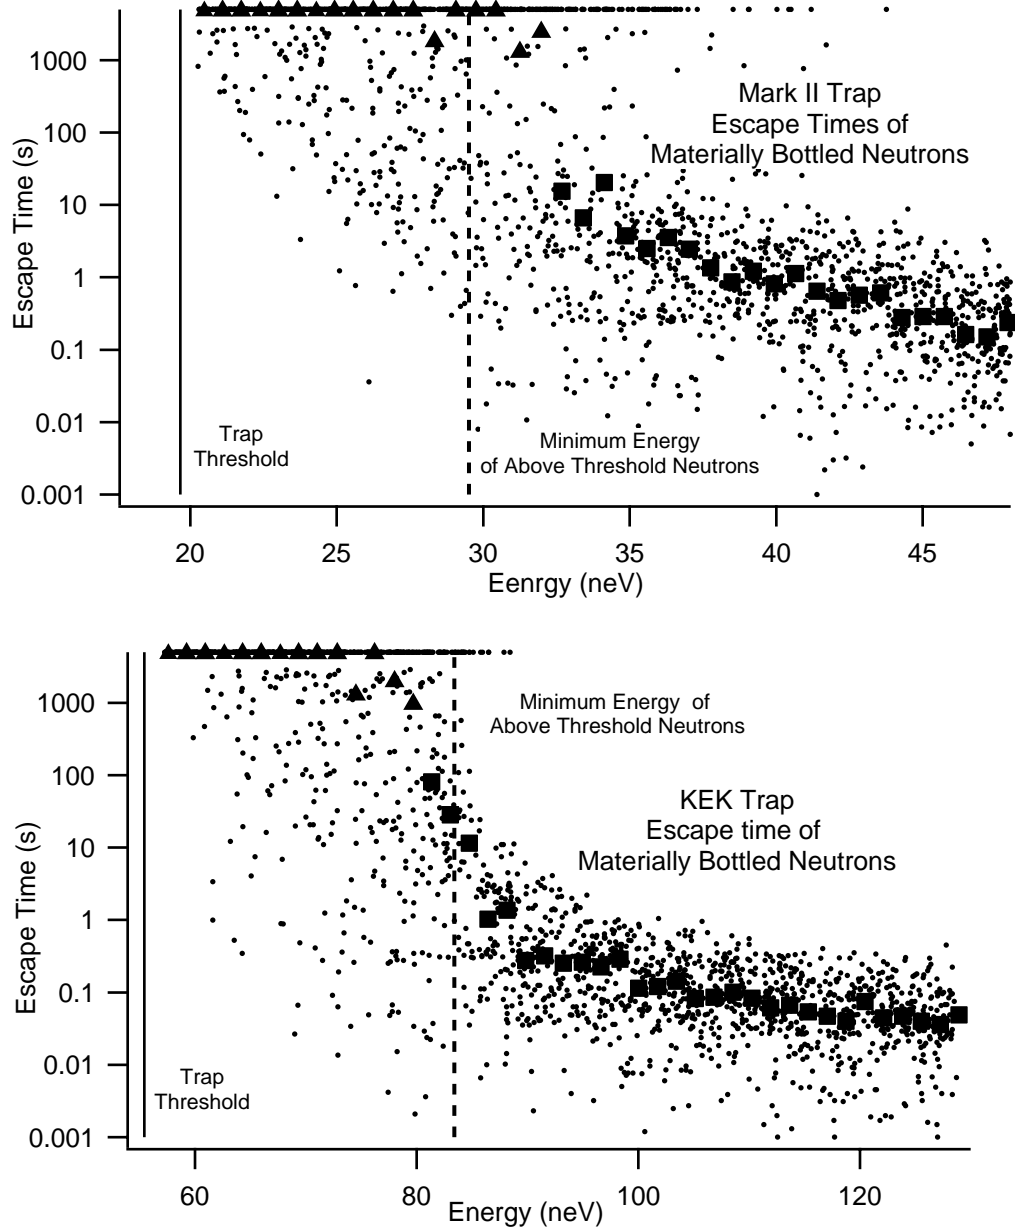 1000
100
10
1
0.1
0.01
0.001
Escape Time (s)
Mark II Trap
Escape Times of
Materially Bottled Neutrons
Trap
Threshold
Minimum Energy
of Above Threshold Neutrons
20 25 30 35 40 45
Eenrgy (neV)
1000
100
10
1
0.1
0.01
0.001
Escape Time (s)
Minimum Energy of
Above Threshold Neutrons
KEK Trap
Escape time of
Materially Bottled Neutrons
Trap
Threshold
60 80 100 120
Energy (neV)